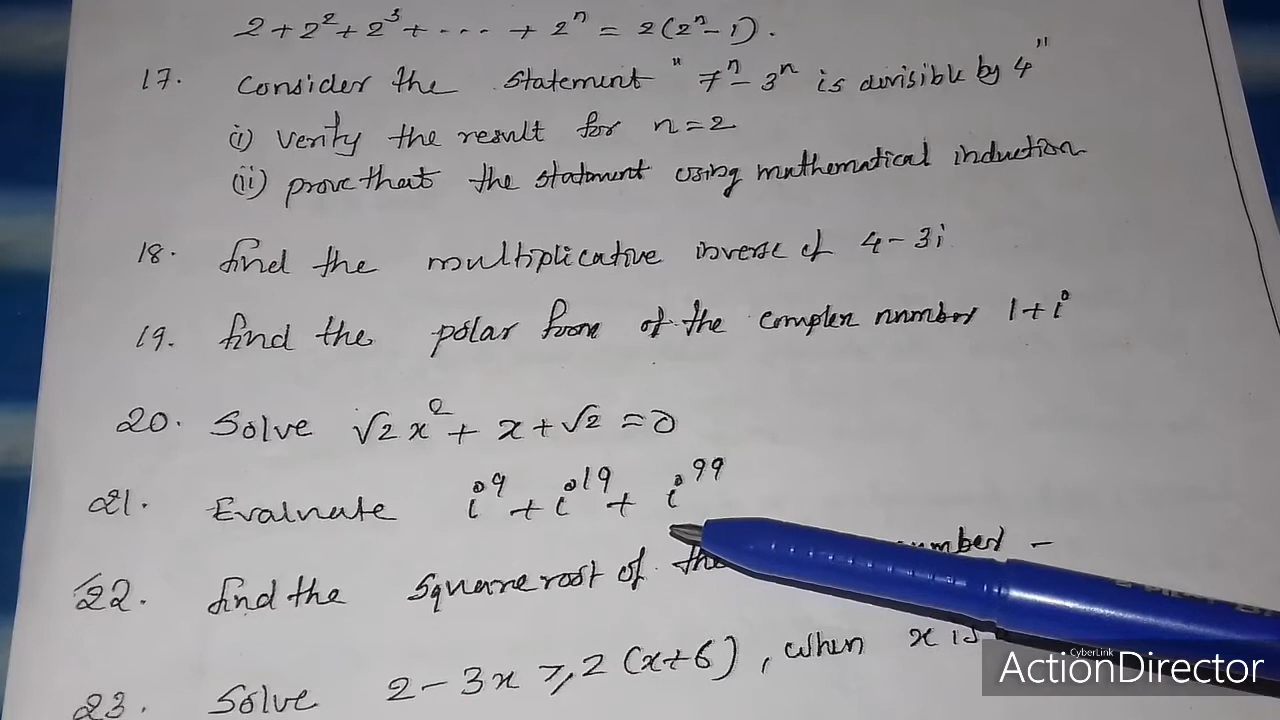 2 + 2² + 2³ + .... + 2ⁿ = 2(2ⁿ - 1).
17. Consider the statement "7ⁿ - 3ⁿ is divisible by 4"
(i) Verify the result for n = 2
(ii) prove that the statement using mathematical induction
18. find the multiplicative inverse of 4 - 3i
19. find the polar form of the complex number 1 + i
20. Solve √2 x² + x + √2 = 0
21. Evaluate i⁹ + i¹⁹ + i⁹⁹
22. find the square root of the number -
23. Solve 2 - 3x ≥ 2 (x+6), when x is
CyberLink
ActionDirector